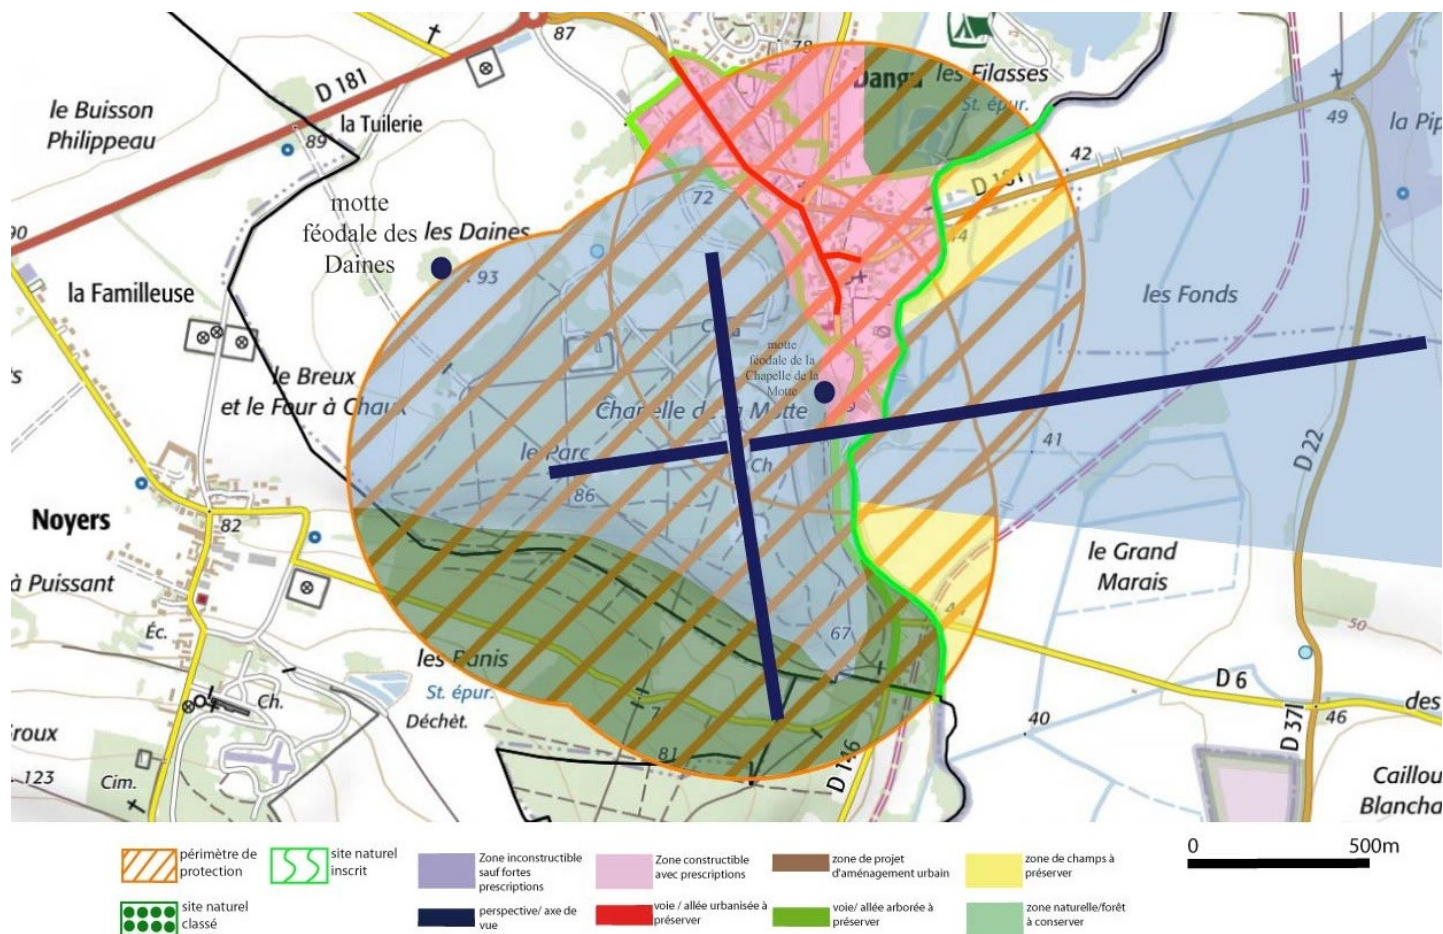 87
78
D 181
Dangu
les Filasses
St. épur.
le Buisson
Philippeau
la Tuilerie
89
49
la Pip
42
D 181
72
motte
féodale des
Daines
les Daines
93
90
la Familleuse
les Fonds
le Breux
et le Four à Chaux
motte
féodale de la
Chapelle de la
Motte
Chapelle de la Motte
le Parc
Ch
86
41
D 22
Noyers
82
à Puissant
le Grand
Marais
Éc.
67
50
les Panis
St. épur.
Déchèt.
Ch.
D 6
des
40
46
D 371
81
D 146
roux
123
Cim.
Caillou
Blancha
périmètre de
protection
site naturel
inscrit
Zone inconstructible
sauf fortes
prescriptions
Zone constructible
avec prescriptions
zone de projet
d'aménagement urbain
zone de champs à
préserver
0
500m
site naturel
classé
perspective/ axe de
vue
voie / allée urbanisée à
préserver
voie/ allée arborée à
préserver
zone naturelle/forêt
à conserver